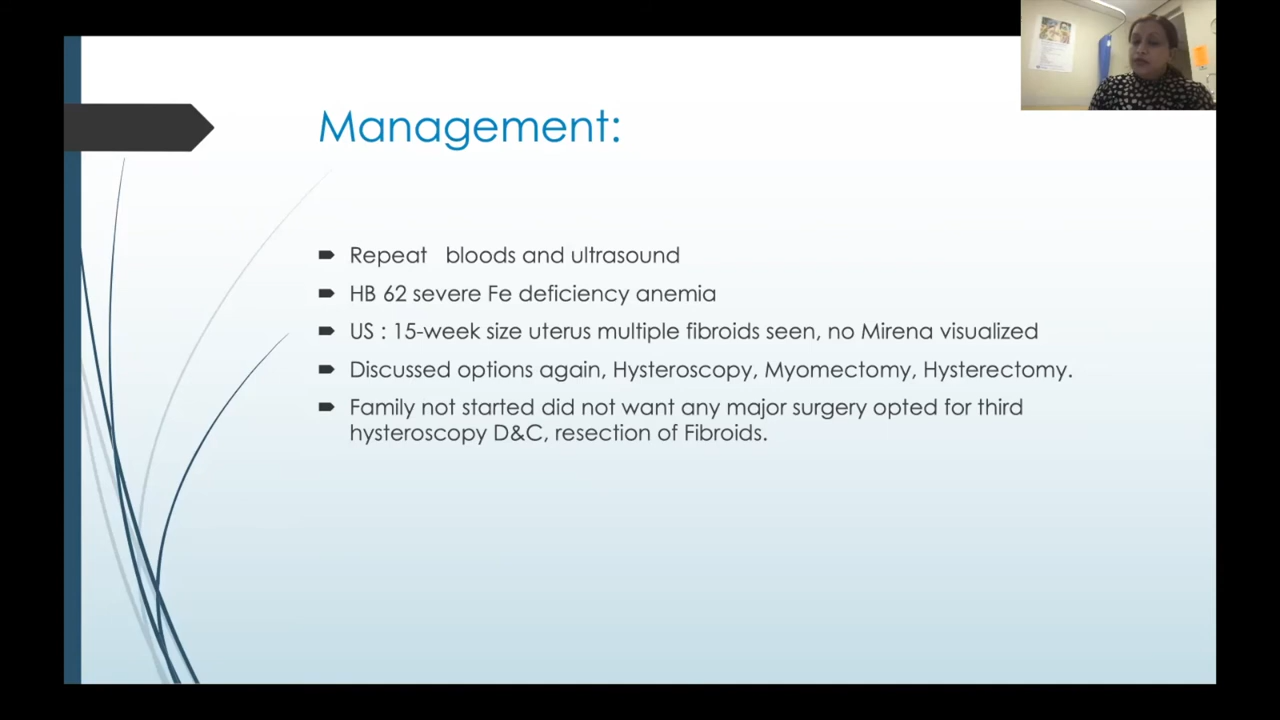 Management:
Repeat bloods and ultrasound
HB 62 severe Fe deficiency anemia
US : 15-week size uterus multiple fibroids seen, no Mirena visualized
Discussed options again, Hysteroscopy, Myomectomy, Hysterectomy.
Family not started did not want any major surgery opted for third
hysteroscopy D&C, resection of Fibroids.